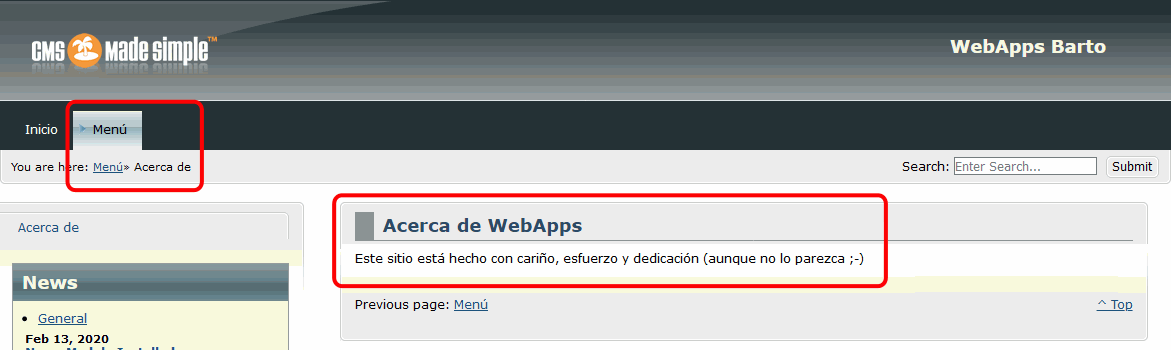 CMS made simple™
WebApps Barto
Inicio
Menú
You are here: Menú» Acerca de
Search: Enter Search... Submit
Acerca de
News
General
Feb 13, 2020
Acerca de WebApps
Este sitio está hecho con cariño, esfuerzo y dedicación (aunque no lo parezca ;-)
Previous page: Menú
^ Top